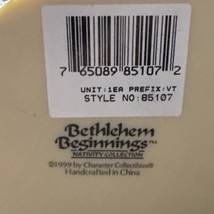 7 65089 85107 2
UNIT:1EA PREFIX:VT
STYLE NO:85107
Bethlehem
Beginnings™
NATIVITY COLLECTION
©1999 by Character Collectibles®
Handcrafted in China